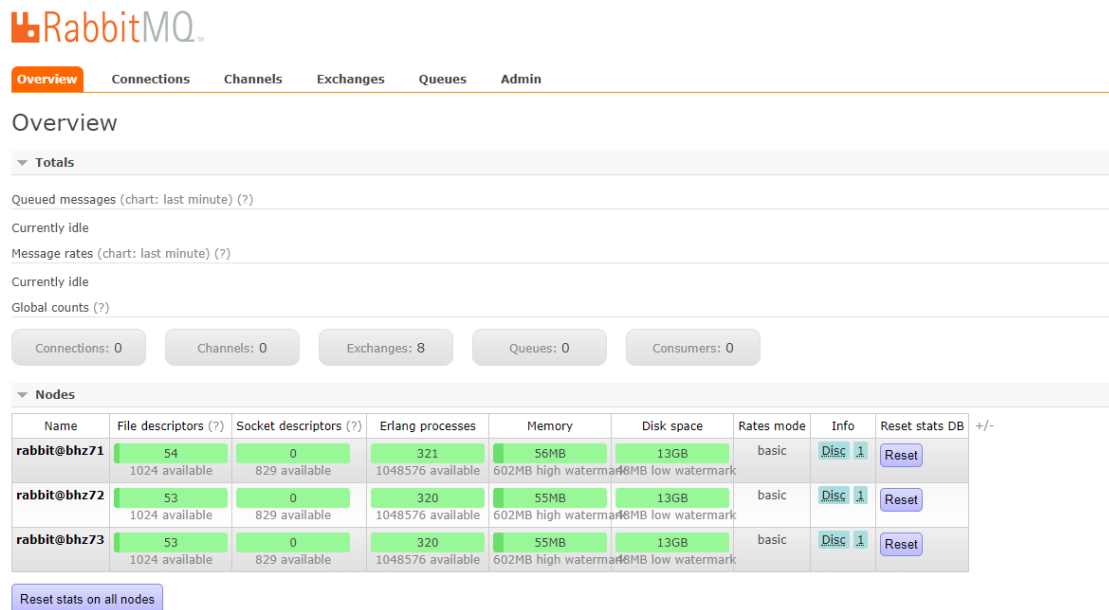 RabbitMQ™
Overview Connections Channels Exchanges Queues Admin
Overview
Totals
Queued messages (chart: last minute) (?)
Currently idle
Message rates (chart: last minute) (?)
Currently idle
Global counts (?)
Connections: 0 Channels: 0 Exchanges: 8 Queues: 0 Consumers: 0
Nodes
Name File descriptors (?) Socket descriptors (?) Erlang processes Memory Disk space Rates mode Info Reset stats DB +/-
rabbit@bhz71 54 0 321 56MB 13GB basic Disc 1 Reset
1024 available 829 available 1048576 available 602MB high watermark 48MB low watermark
rabbit@bhz72 53 0 320 55MB 13GB basic Disc 1 Reset
1024 available 829 available 1048576 available 602MB high watermark 48MB low watermark
rabbit@bhz73 53 0 320 55MB 13GB basic Disc 1 Reset
1024 available 829 available 1048576 available 602MB high watermark 48MB low watermark
Reset stats on all nodes